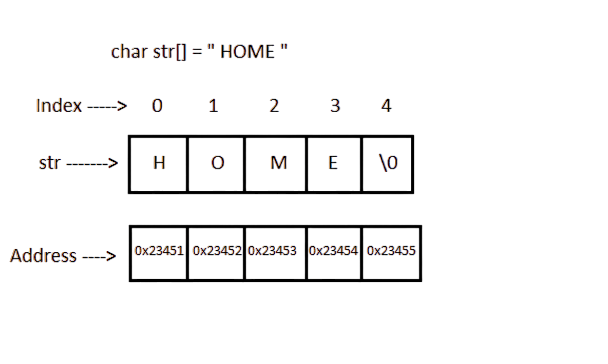 char str[] = " HOME "
Index -----> 0 1 2 3 4
str -------> H O M E \0
Address ----> 0x23451 0x23452 0x23453 0x23454 0x23455